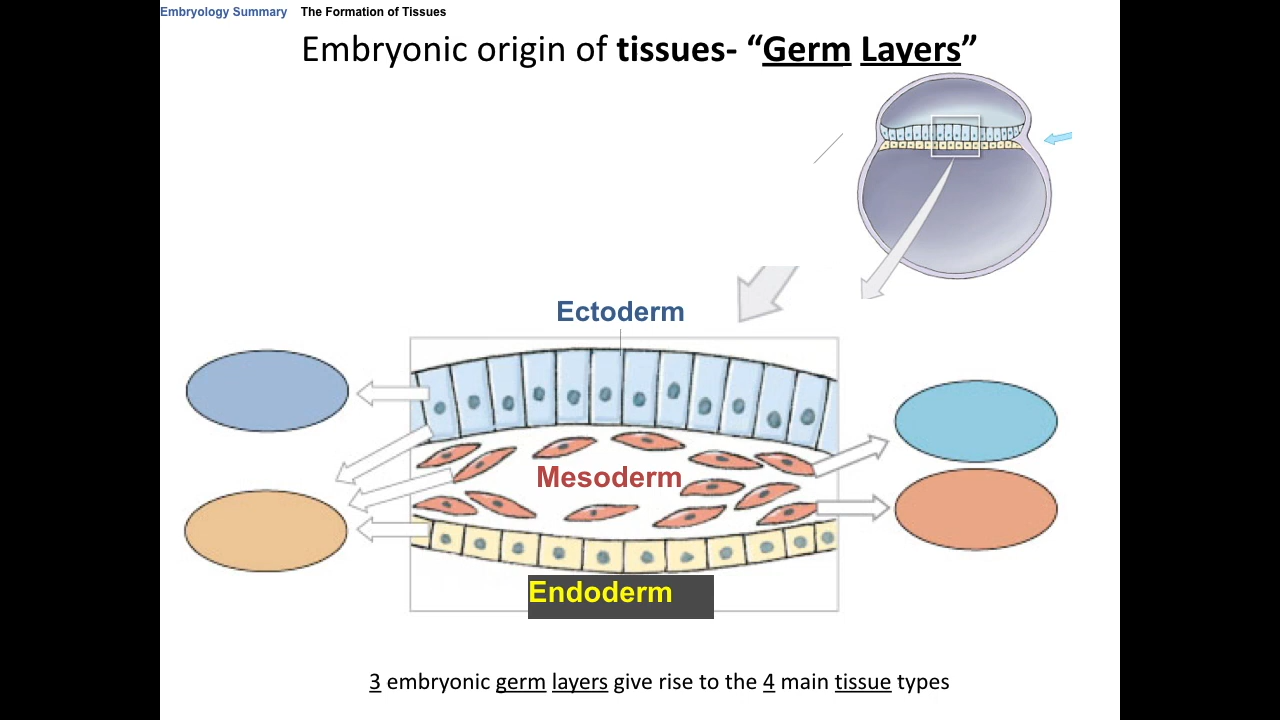 Embryology Summary The Formation of Tissues
Embryonic origin of tissues- “Germ Layers”
Ectoderm
Mesoderm
Endoderm
3 embryonic germ layers give rise to the 4 main tissue types